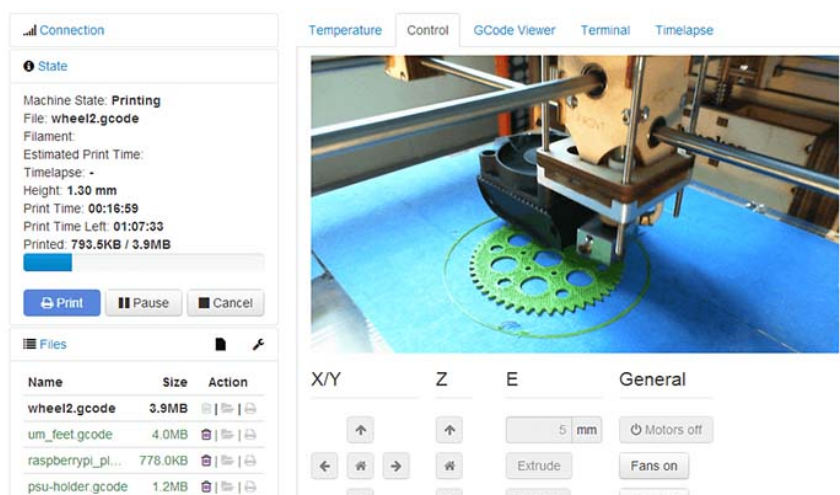 Connection
State
Machine State: Printing
File: wheel2.gcode
Filament:
Estimated Print Time:
Timelapse: -
Height: 1.30 mm
Print Time: 00:16:59
Print Time Left: 01:07:33
Printed: 793.5KB / 3.9MB
Print Pause Cancel
Files
Name Size Action
wheel2.gcode 3.9MB | |
um_feet.gcode 4.0MB | |
raspberrypi_pl... 778.0KB | |
psu-holder.gcode 1.2MB | |
Temperature Control GCode Viewer Terminal Timelapse
X/Y Z E General
5 mm Motors off
Extrude Fans on